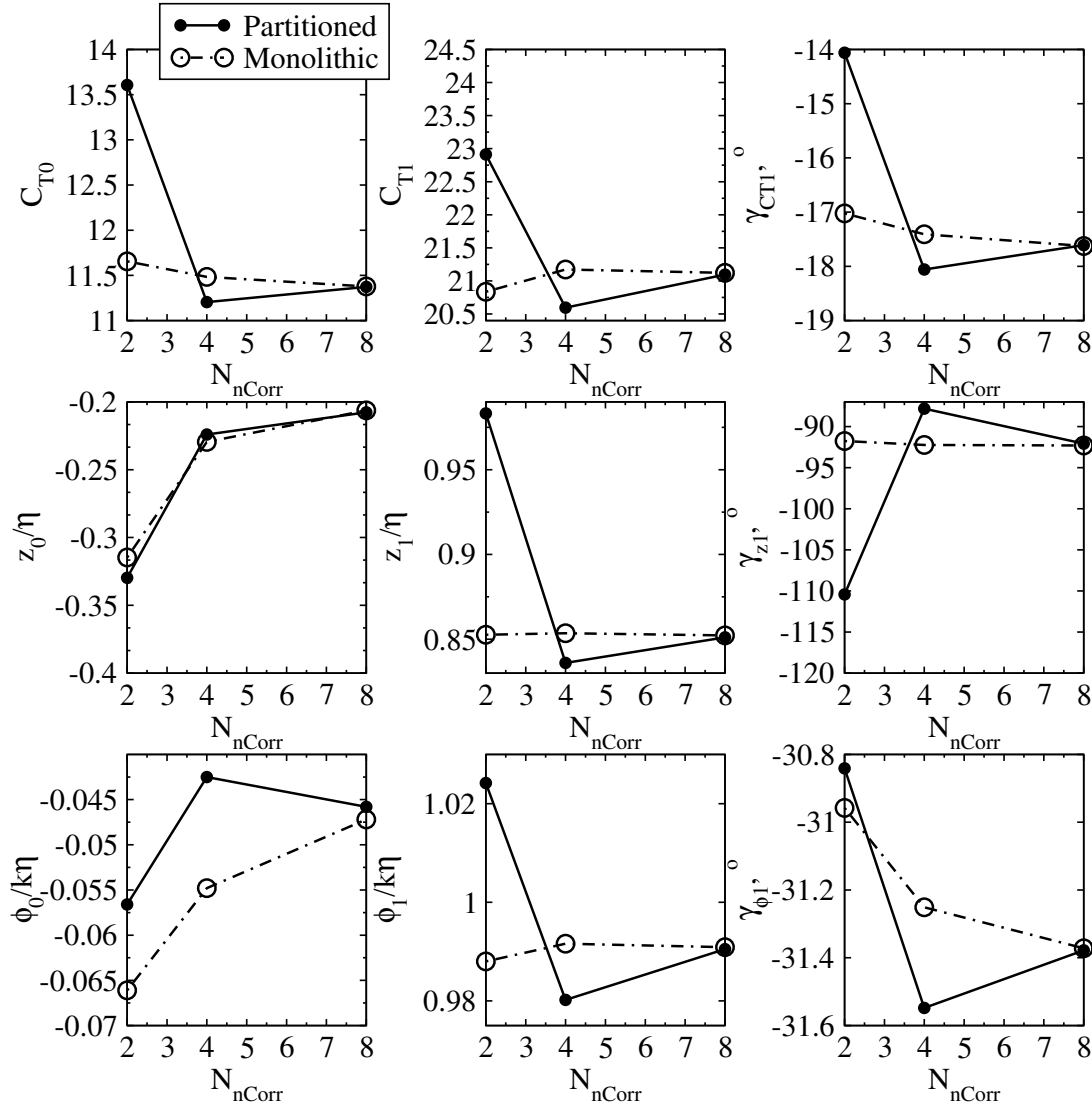 Partitioned
Monolithic
14
13.5
13
12.5
12
11.5
11
C_T0
2 3 4 5 6 7 8
N_nCorr
24.5
24
23.5
23
22.5
22
21.5
21
20.5
C_T1
2 3 4 5 6 7 8
N_nCorr
-14
-15
-16
-17
-18
-19
γ_CT1, °
2 3 4 5 6 7 8
N_nCorr
-0.2
-0.25
-0.3
-0.35
-0.4
z_0/η
2 3 4 5 6 7 8
N_nCorr
0.95
0.9
0.85
z_1/η
2 3 4 5 6 7 8
N_nCorr
-90
-95
-100
-105
-110
-115
-120
γ_z1, °
2 3 4 5 6 7 8
N_nCorr
-0.045
-0.05
-0.055
-0.06
-0.065
-0.07
ϕ_0/kη
2 3 4 5 6 7 8
N_nCorr
1.02
1
0.98
ϕ_1/kη
2 3 4 5 6 7 8
N_nCorr
-30.8
-31
-31.2
-31.4
-31.6
γ_ϕ1, °
2 3 4 5 6 7 8
N_nCorr